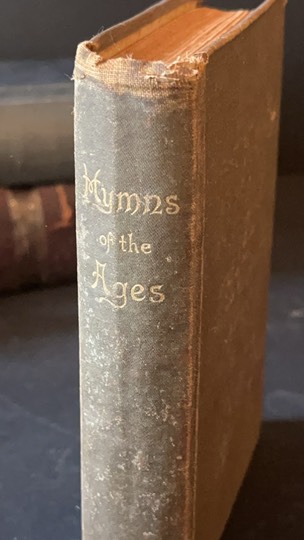 Hymns
of the
Ages